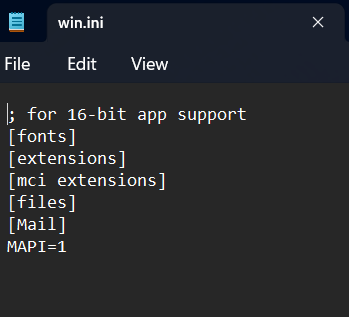 win.ini
File Edit View
; for 16-bit app support
[fonts]
[extensions]
[mci extensions]
[files]
[Mail]
MAPI=1